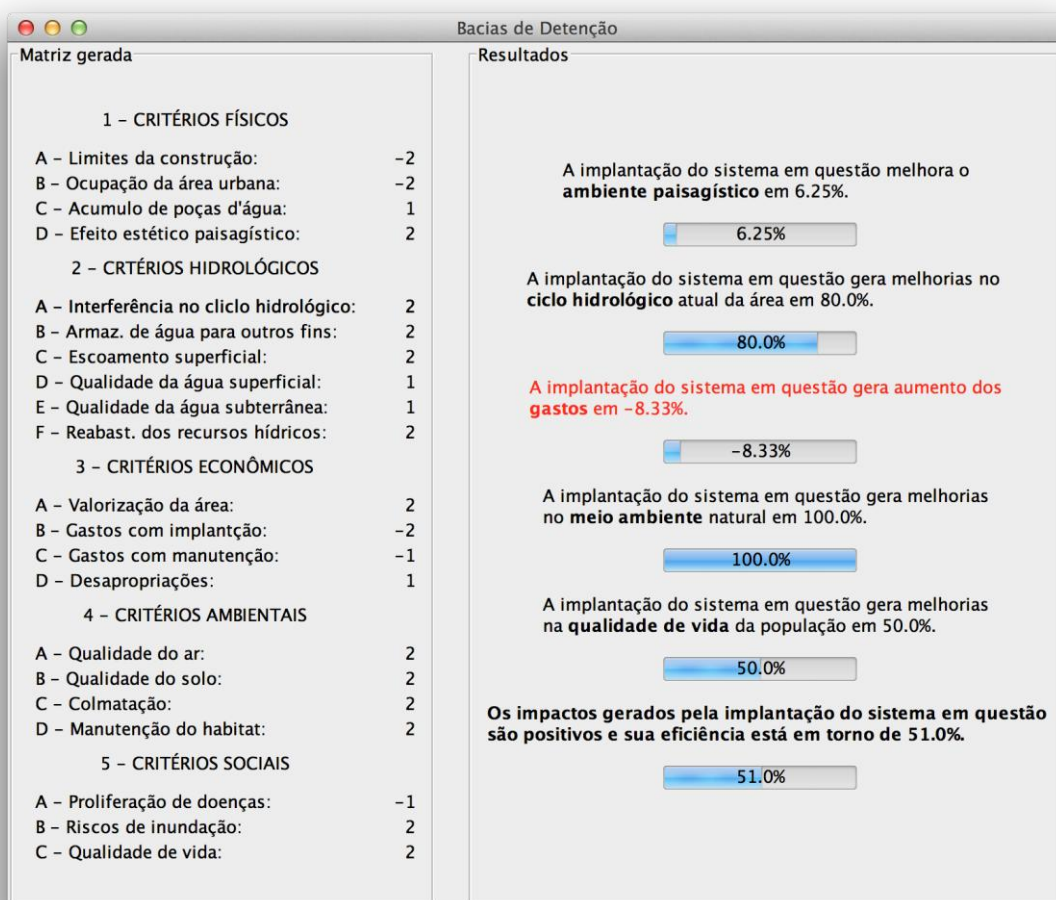 Bacias de Detenção
Matriz gerada
1 – CRITÉRIOS FÍSICOS
A – Limites da construção: -2
B – Ocupação da área urbana: -2
C – Acumulo de poças d'água: 1
D – Efeito estético paisagístico: 2
2 – CRTÉRIOS HIDROLÓGICOS
A – Interferência no cliclo hidrológico: 2
B – Armaz. de água para outros fins: 2
C – Escoamento superficial: 2
D – Qualidade da água superficial: 1
E – Qualidade da água subterrânea: 1
F – Reabast. dos recursos hídricos: 2
3 – CRITÉRIOS ECONÔMICOS
A – Valorização da área: 2
B – Gastos com implantção: -2
C – Gastos com manutenção: -1
D – Desapropriações: 1
4 – CRITÉRIOS AMBIENTAIS
A – Qualidade do ar: 2
B – Qualidade do solo: 2
C – Colmatação: 2
D – Manutenção do habitat: 2
5 – CRITÉRIOS SOCIAIS
A – Proliferação de doenças: -1
B – Riscos de inundação: 2
C – Qualidade de vida: 2
Resultados
A implantação do sistema em questão melhora o
ambiente paisagístico em 6.25%.
6.25%
A implantação do sistema em questão gera melhorias no
ciclo hidrológico atual da área em 80.0%.
80.0%
A implantação do sistema em questão gera aumento dos
gastos em -8.33%.
-8.33%
A implantação do sistema em questão gera melhorias
no meio ambiente natural em 100.0%.
100.0%
A implantação do sistema em questão gera melhorias
na qualidade de vida da população em 50.0%.
50.0%
Os impactos gerados pela implantação do sistema em questão
são positivos e sua eficiência está em torno de 51.0%.
51.0%